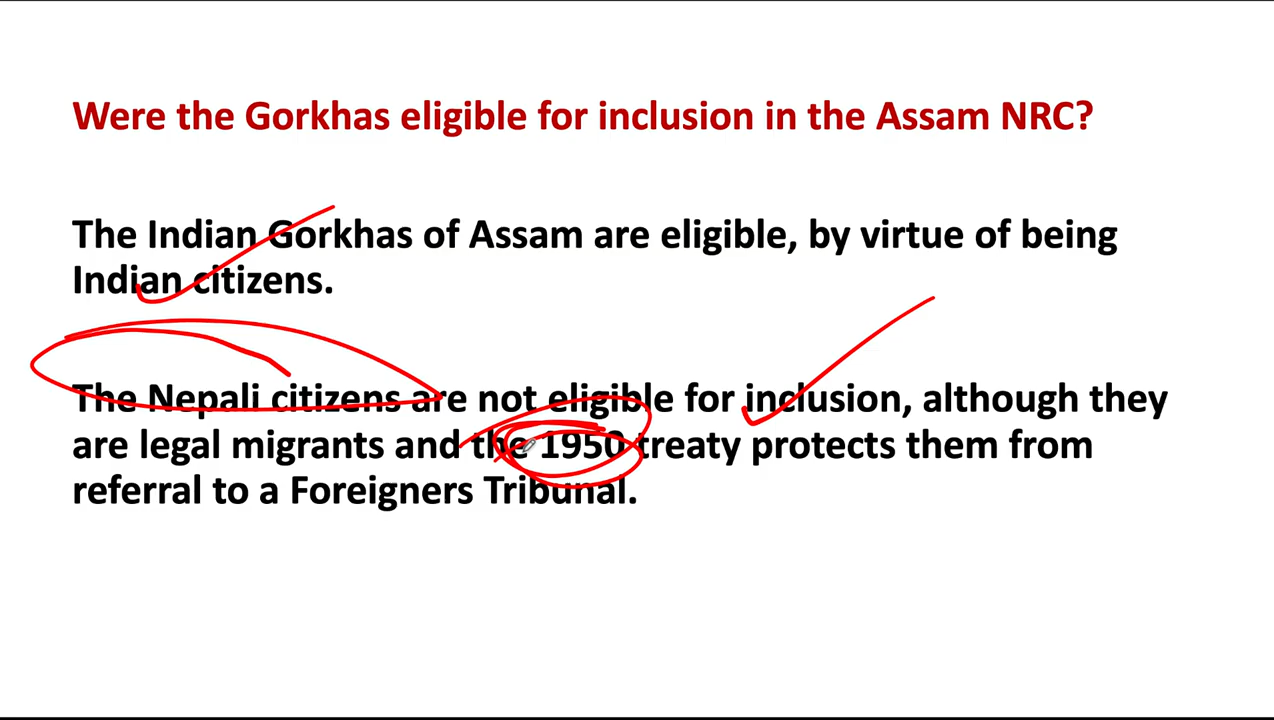 Were the Gorkhas eligible for inclusion in the Assam NRC?
The Indian Gorkhas of Assam are eligible, by virtue of being
Indian citizens.
The Nepali citizens are not eligible for inclusion, although they
are legal migrants and the 1950 treaty protects them from
referral to a Foreigners Tribunal.